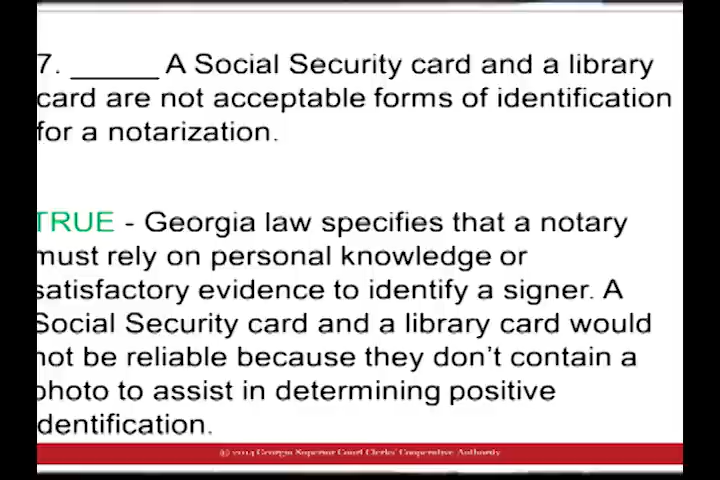 7. _____ A Social Security card and a library
card are not acceptable forms of identification
for a notarization.
TRUE - Georgia law specifies that a notary
must rely on personal knowledge or
satisfactory evidence to identify a signer. A
Social Security card and a library card would
not be reliable because they don't contain a
photo to assist in determining positive
identification.
© 2014 Georgia Superior Court Clerks' Cooperative Authority